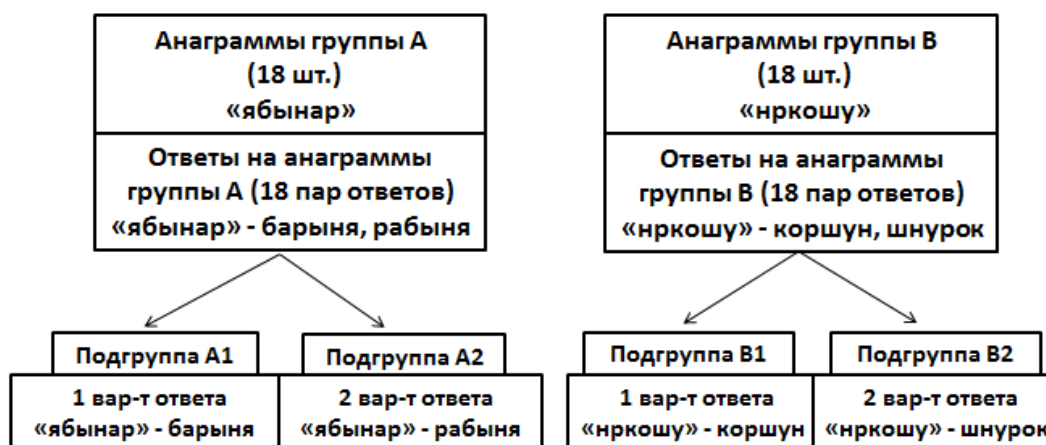 Анаграммы группы А
(18 шт.)
«ябынар»
Ответы на анаграммы
группы А (18 пар ответов)
«ябынар» - барыня, рабыня
Подгруппа А1
Подгруппа А2
1 вар-т ответа
«ябынар» - барыня
2 вар-т ответа
«ябынар» - рабыня
Анаграммы группы В
(18 шт.)
«нркошу»
Ответы на анаграммы
группы В (18 пар ответов)
«нркошу» - коршун, шнурок
Подгруппа В1
Подгруппа В2
1 вар-т ответа
«нркошу» - коршун
2 вар-т ответа
«нркошу» - шнурок